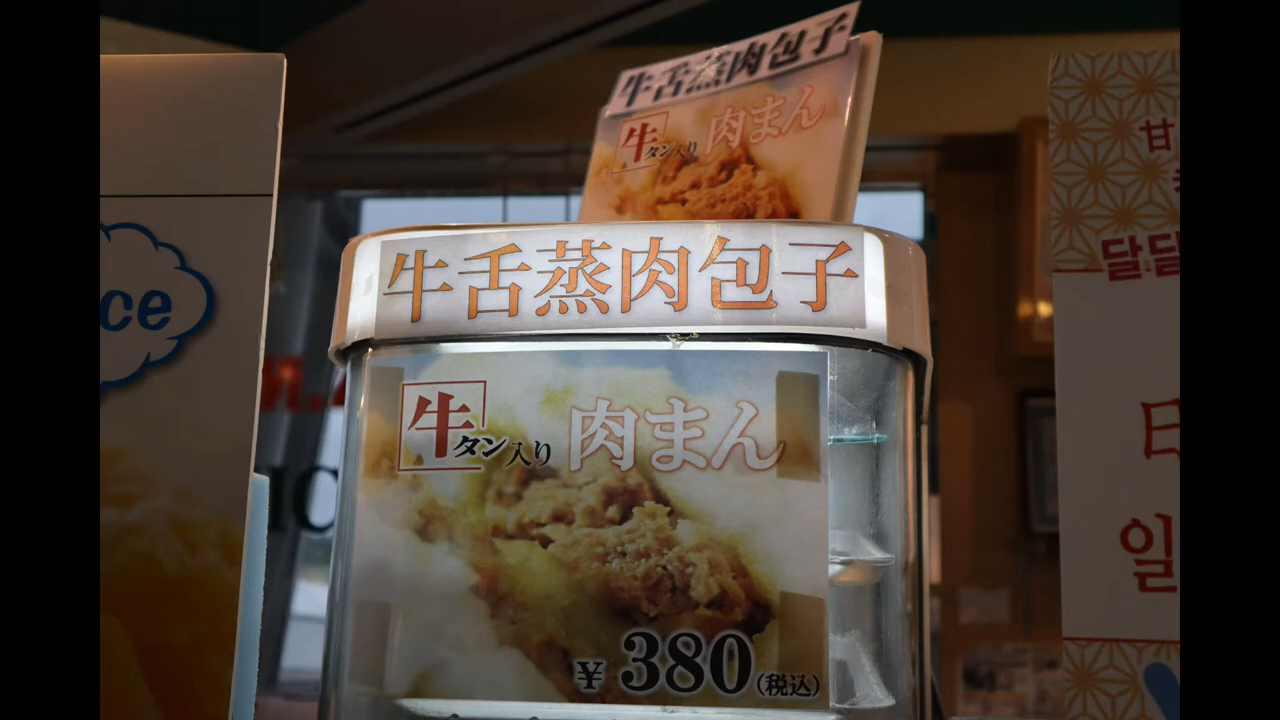 牛舌蒸肉包子
牛タン入り 肉まん
牛舌蒸肉包子
牛タン入り 肉まん
¥380(税込)
ce
IC
甘
달달
일